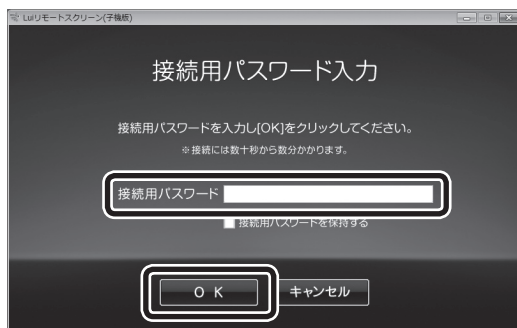 Luiリモートスクリーン(子機版)
接続用パスワード入力
接続用パスワードを入力し[OK]をクリックしてください。
※接続には数十秒から数分かかります。
接続用パスワード
接続用パスワードを保持する
OK
キャンセル